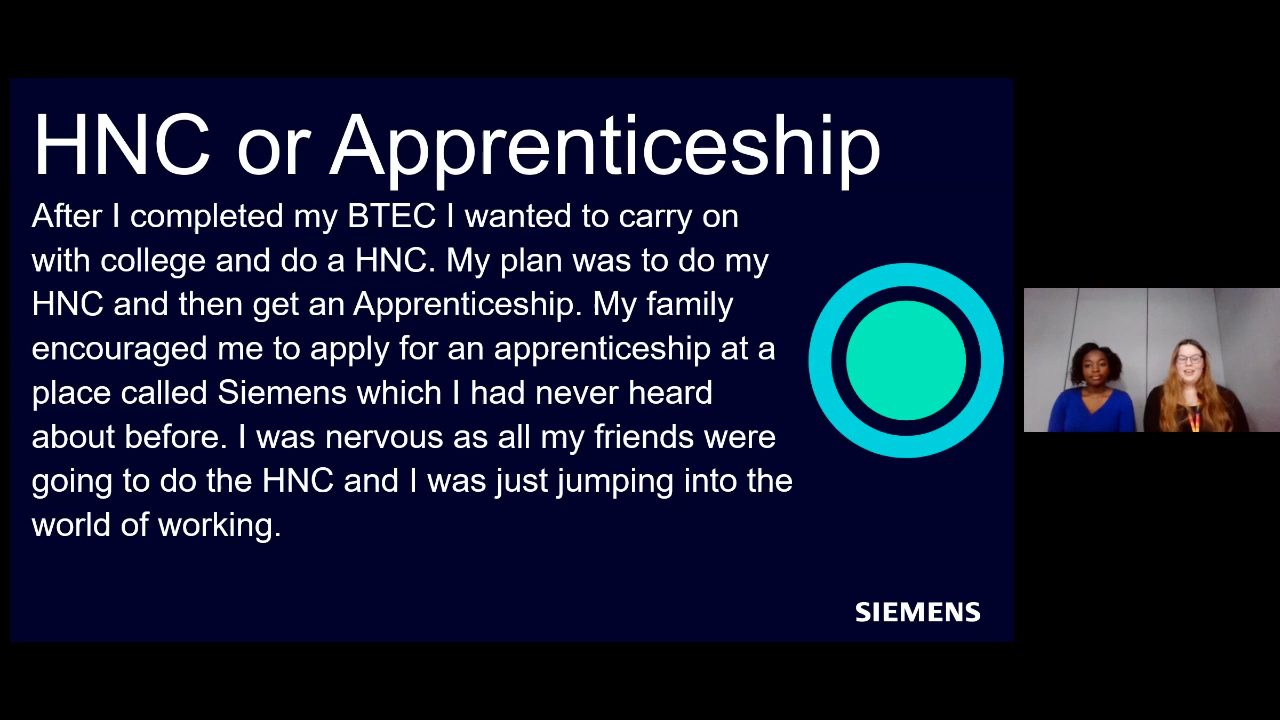 HNC or Apprenticeship
After I completed my BTEC I wanted to carry on
with college and do a HNC. My plan was to do my
HNC and then get an Apprenticeship. My family
encouraged me to apply for an apprenticeship at a
place called Siemens which I had never heard
about before. I was nervous as all my friends were
going to do the HNC and I was just jumping into the
world of working.
SIEMENS